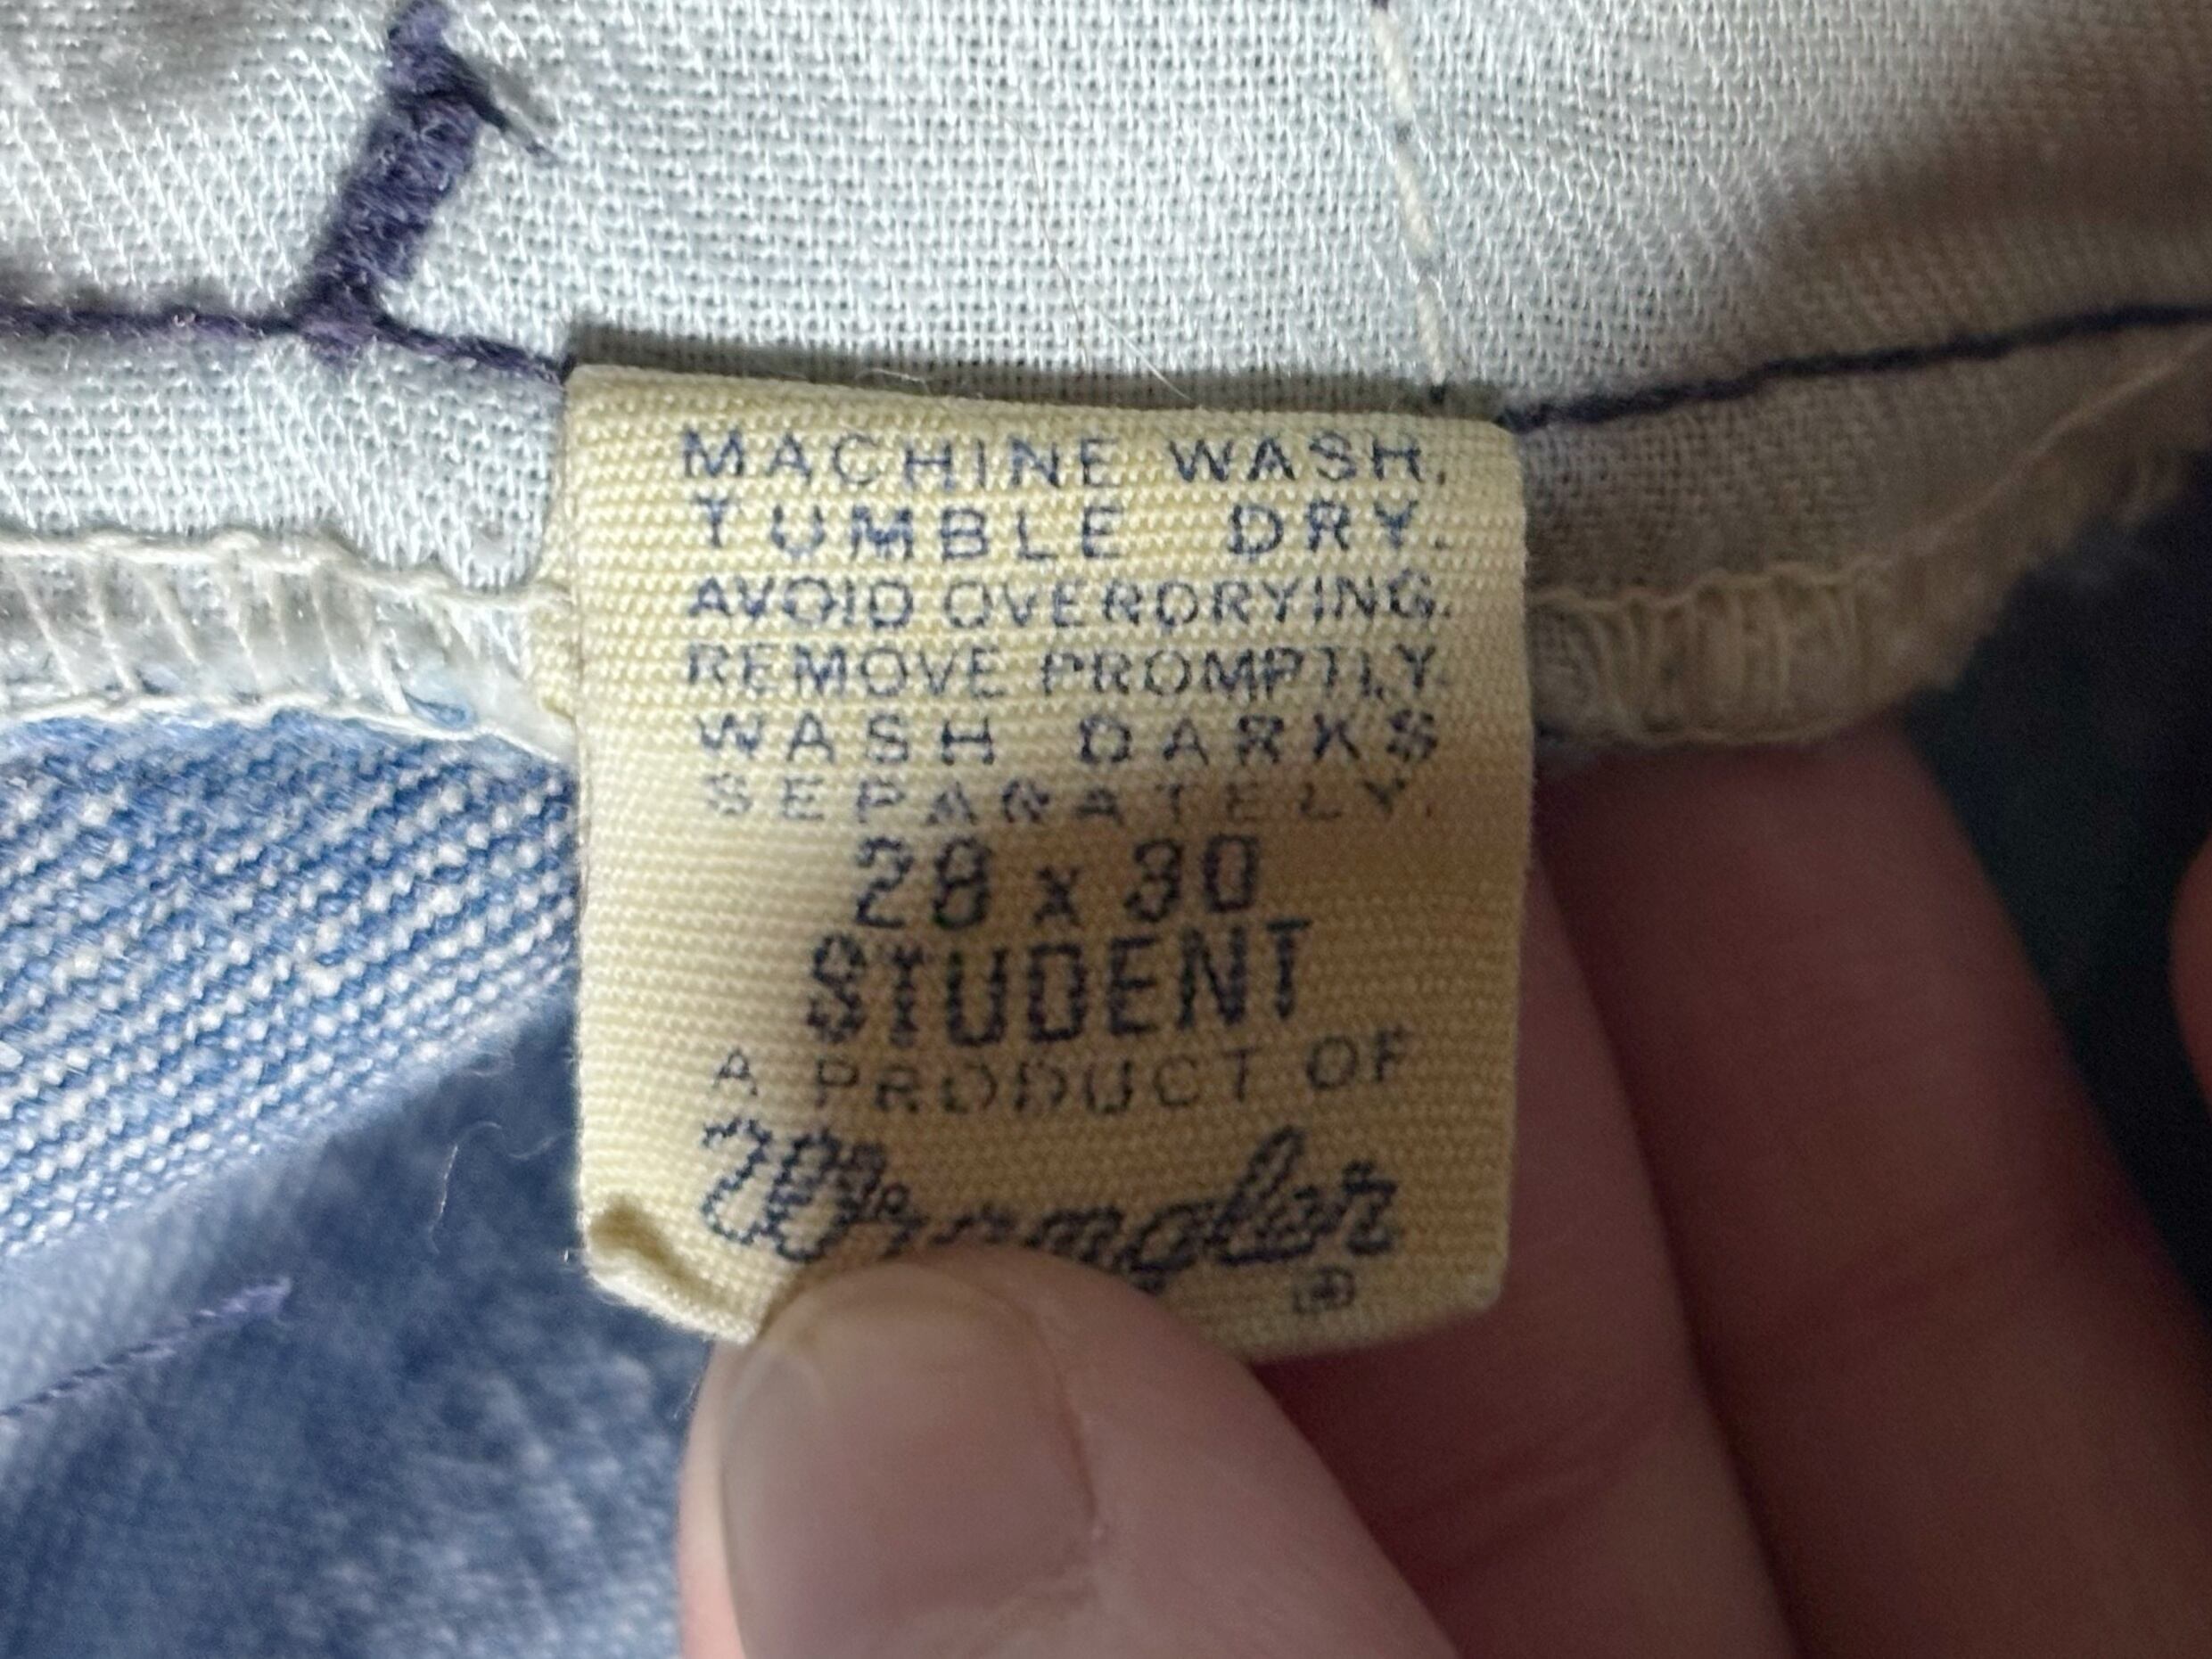 MACHINE WASH.
TUMBLE DRY.
AVOID OVERDRYING.
REMOVE PROMPTLY.
WASH DARKS
SEPARATELY.
28 x 30
STUDENT
A PRODUCT OF
Wrangler
®